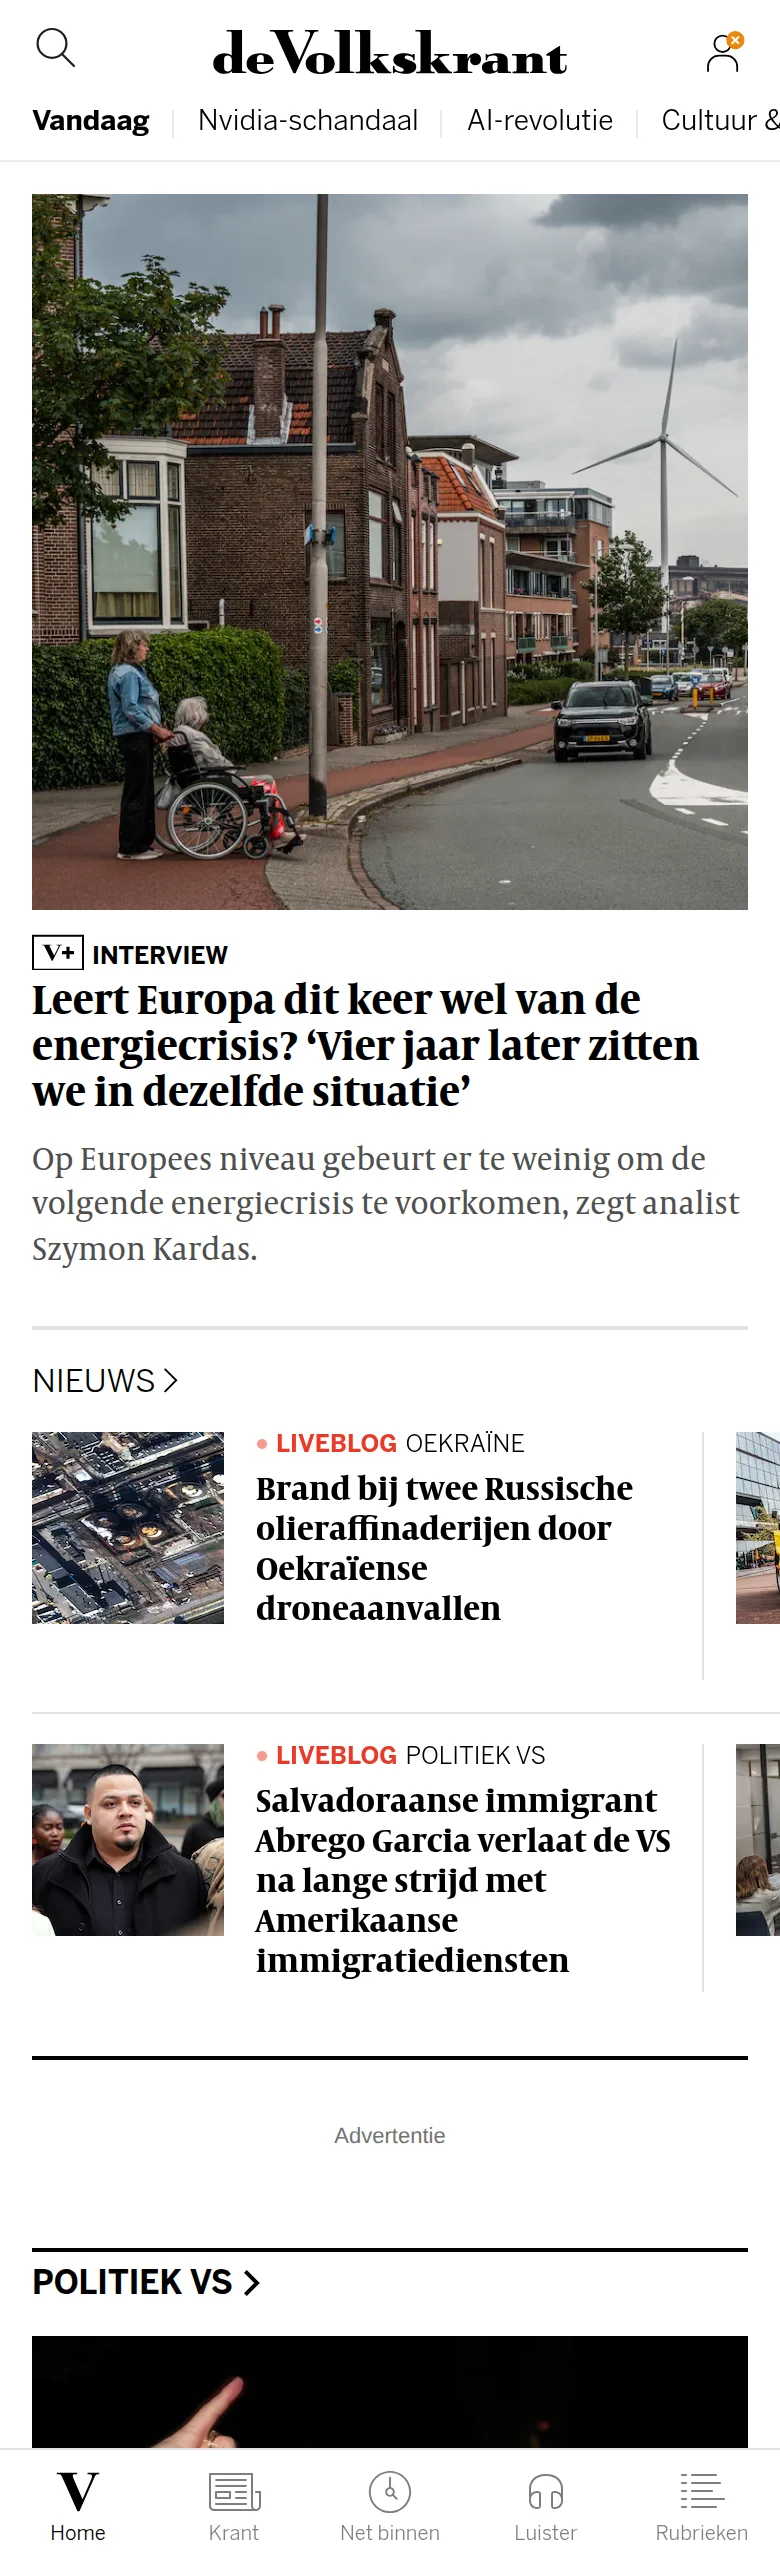 deVolkskrant
Vandaag
Nvidia-schandaal
AI-revolutie
Cultuur &
V+ INTERVIEW
Leert Europa dit keer wel van de
energiecrisis? ‘Vier jaar later zitten
we in dezelfde situatie’
Op Europees niveau gebeurt er te weinig om de
volgende energiecrisis te voorkomen, zegt analist
Szymon Kardas.
NIEUWS
LIVEBLOG OEKRAÏNE
Brand bij twee Russische
olieraffinaderijen door
Oekraïense
droneaanvallen
LIVEBLOG POLITIEK VS
Salvadoraanse immigrant
Abrego Garcia verlaat de VS
na lange strijd met
Amerikaanse
immigratiediensten
Advertentie
POLITIEK VS
V
Home
Krant
Net binnen
Luister
Rubrieken